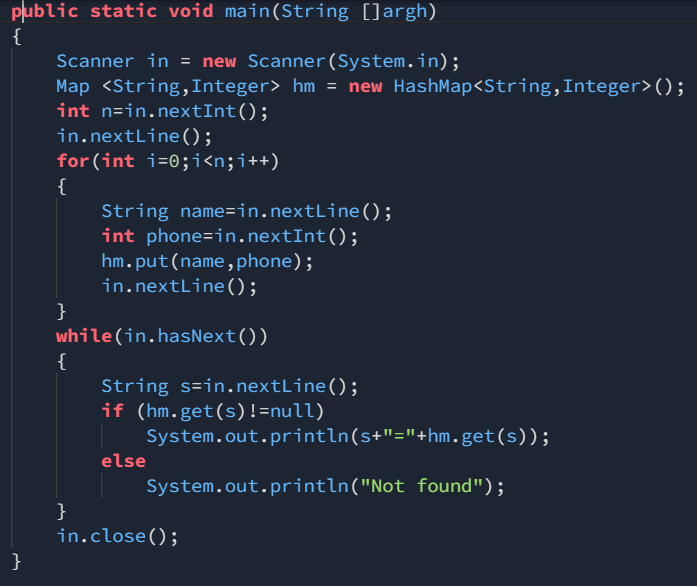 public static void main(String []argh)
{
    Scanner in = new Scanner(System.in);
    Map <String,Integer> hm = new HashMap<String,Integer>();
    int n=in.nextInt();
    in.nextLine();
    for(int i=0;i<n;i++)
    {
        String name=in.nextLine();
        int phone=in.nextInt();
        hm.put(name,phone);
        in.nextLine();
    }
    while(in.hasNext())
    {
        String s=in.nextLine();
        if (hm.get(s)!=null)
            System.out.println(s+"="+hm.get(s));
        else
            System.out.println("Not found");
    }
    in.close();
}